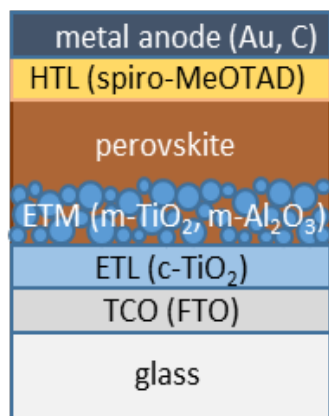 metal anode (Au, C)
HTL (spiro-MeOTAD)
perovskite
ETM (m-TiO₂, m-Al₂O₃)
ETL (c-TiO₂)
TCO (FTO)
glass